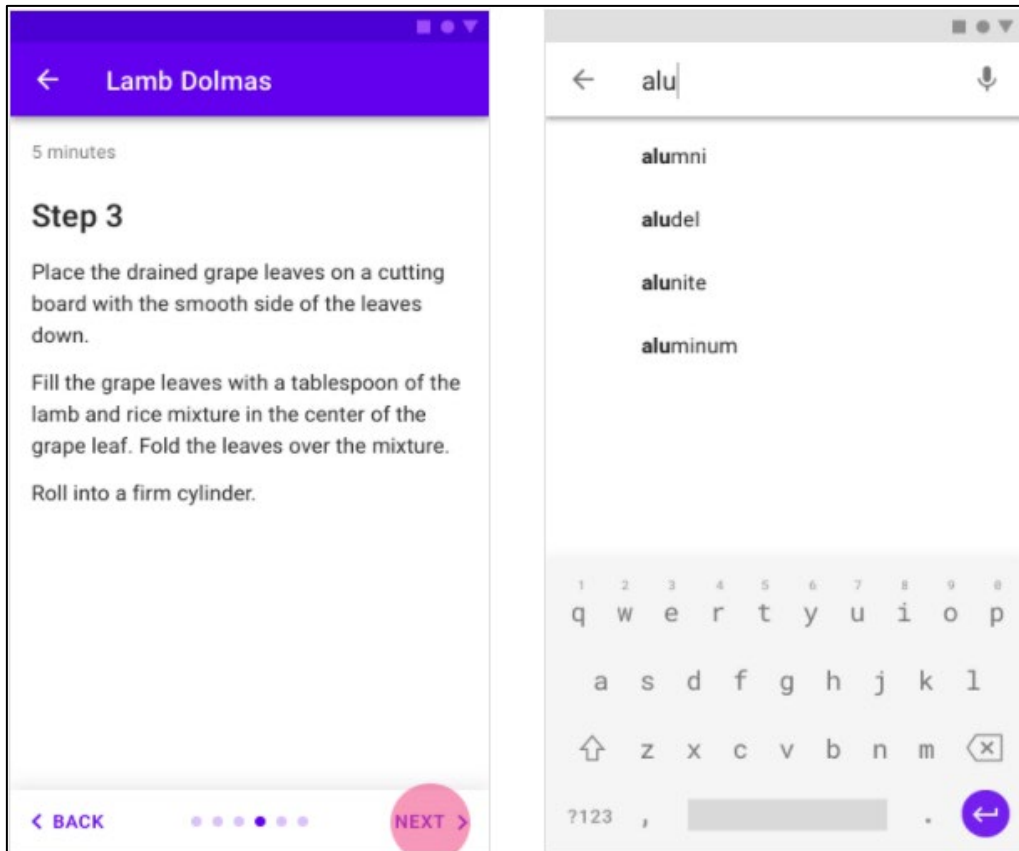 Lamb Dolmas
5 minutes
Step 3
Place the drained grape leaves on a cutting
board with the smooth side of the leaves
down.
Fill the grape leaves with a tablespoon of the
lamb and rice mixture in the center of the
grape leaf. Fold the leaves over the mixture.
Roll into a firm cylinder.
BACK
NEXT
alu
alumni
aludel
alunite
aluminum
1 2 3 4 5 6 7 8 9 0
q w e r t y u i o p
a s d f g h j k l
z x c v b n m
?123 , .